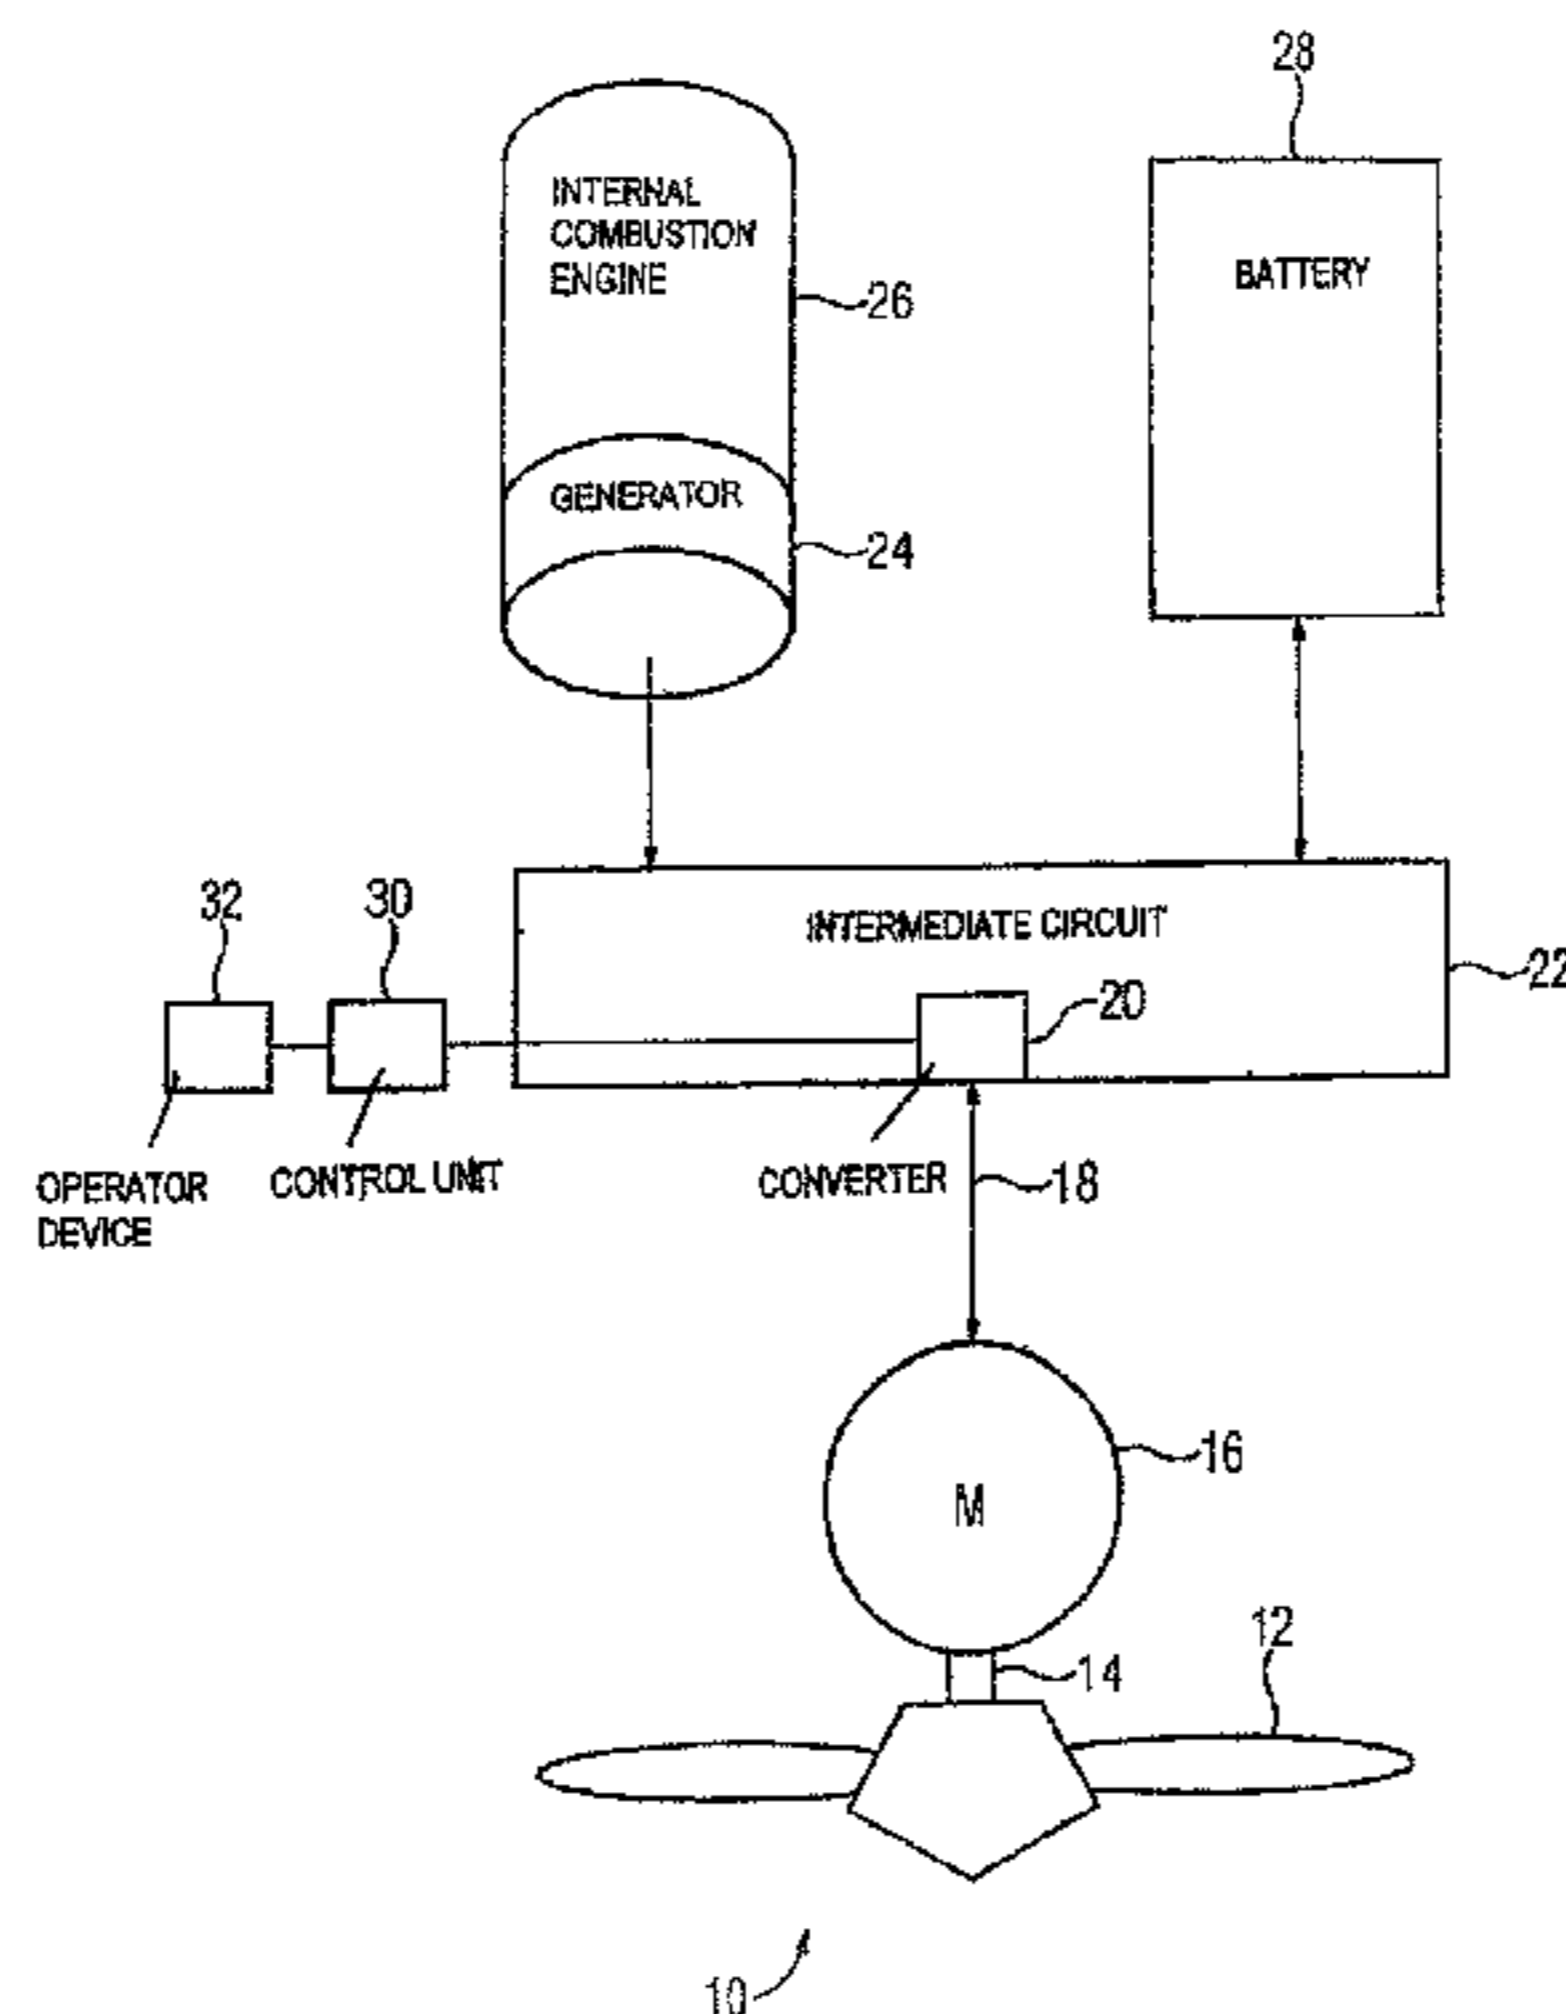 28
INTERNAL
COMBUSTION
ENGINE
BATTERY
26
GENERATOR
24
32
30
INTERMEDIATE CIRCUIT
22
20
OPERATOR
DEVICE
CONTROL UNIT
CONVERTER
18
16
M
12
14
10